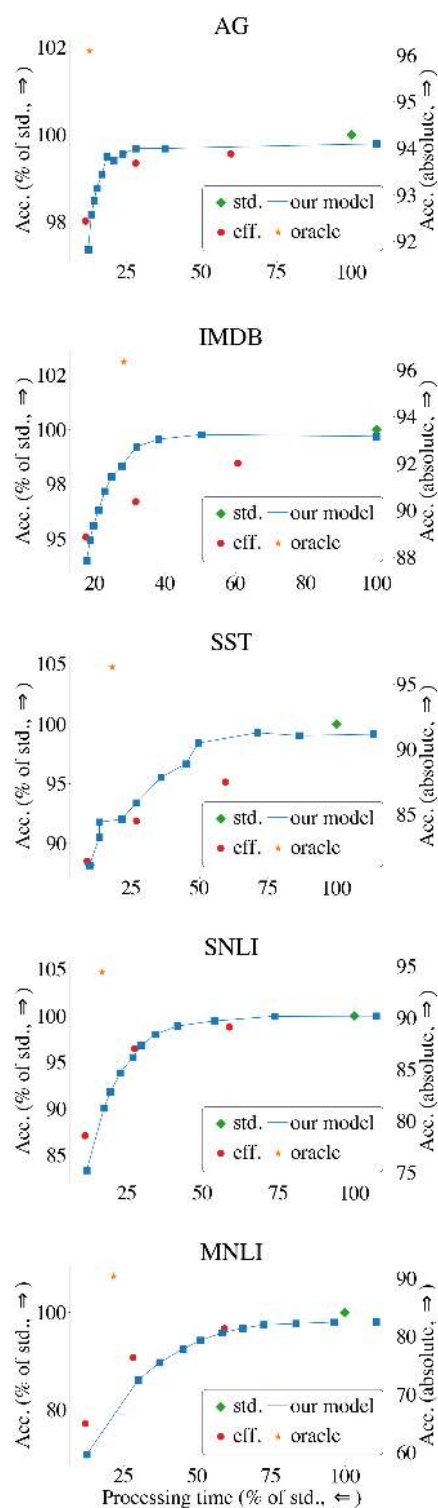 AG
Acc. (% of std., ⇒)
102
100
98
96
95
94
93
92
Acc. (absolute, ⇒)
std. our model
eff. oracle
25 50 75 100
IMDB
Acc. (% of std., ⇒)
102
100
98
95
96
94
92
90
88
Acc. (absolute, ⇒)
std. our model
eff. oracle
20 40 60 80 100
SST
Acc. (% of std., ⇒)
105
100
95
90
95
90
85
Acc. (absolute, ⇒)
std. our model
eff. oracle
25 50 75 100
SNLI
Acc. (% of std., ⇒)
105
100
95
90
85
95
90
85
80
75
Acc. (absolute, ⇒)
std. our model
eff. oracle
25 50 75 100
MNLI
Acc. (% of std., ⇒)
100
80
90
80
70
60
Acc. (absolute, ⇒)
std. our model
eff. oracle
25 50 75 100
Processing time (% of std., ⇐)